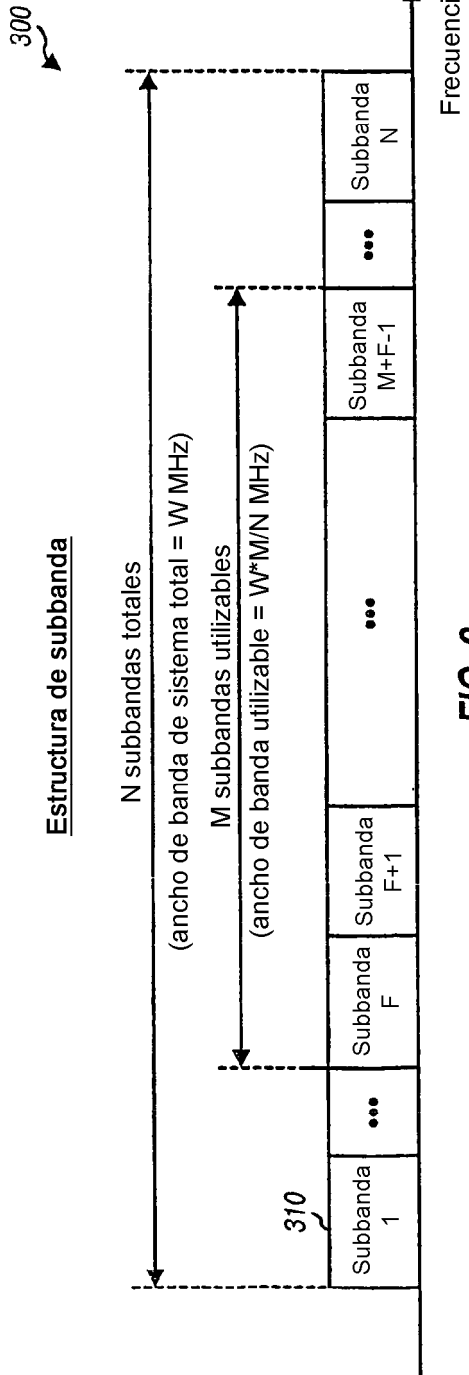 300
Estructura de subbanda
N subbandas totales
(ancho de banda de sistema total = W MHz)
M subbandas utilizables
(ancho de banda utilizable = W*M/N MHz)
310
Subbanda
1
•••
Subbanda
F
Subbanda
F+1
•••
Subbanda
M+F-1
•••
Subbanda
N
Frecuenci
FIG.